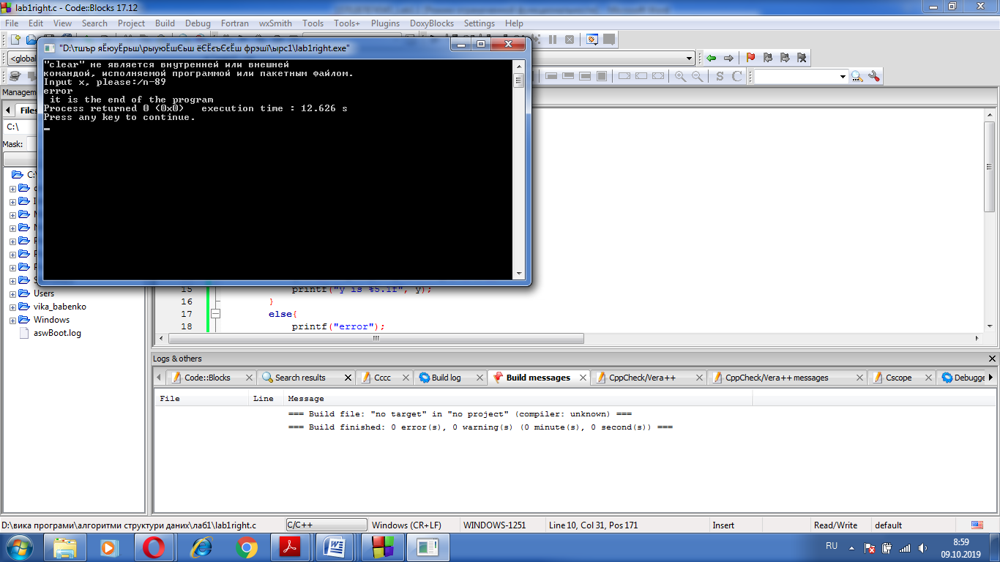 lab1right.c - Code::Blocks 17.12
File Edit View Search Project Build Debug Fortran wxSmith Tools Tools+ Plugins DoxyBlocks Settings Help
"D:\тшър яЁюуЁрьш\рыуюЁшЄьш ёЄЁєъЄєЁш фрэшї\ырс1\lab1right.exe"
<global
"clear" не является внутренней или внешней
командой, исполняемой программой или пакетным файлом.
Input x, please:/n-89
error
it is the end of the program
Process returned 0 (0x0) execution time : 12.626 s
Press any key to continue.
Managem
Files
C:\
Mask:
C:\
Users
vika_babenko
Windows
aswBoot.log
15 printf("y is %5.1f", y);
16 }
17 else{
18 printf("error");
Logs & others
Code::Blocks Search results Cccc Build log Build messages CppCheck/Vera++ CppCheck/Vera++ messages Cscope Debugge
File Line Message
=== Build file: "no target" in "no project" (compiler: unknown) ===
=== Build finished: 0 error(s), 0 warning(s) (0 minute(s), 0 second(s)) ===
D:\вика програми\алгоритми структури даних\лаб1\lab1right.c C/C++ Windows (CR+LF) WINDOWS-1251 Line 10, Col 31, Pos 171 Insert Read/Write default
RU 8:59
09.10.2019